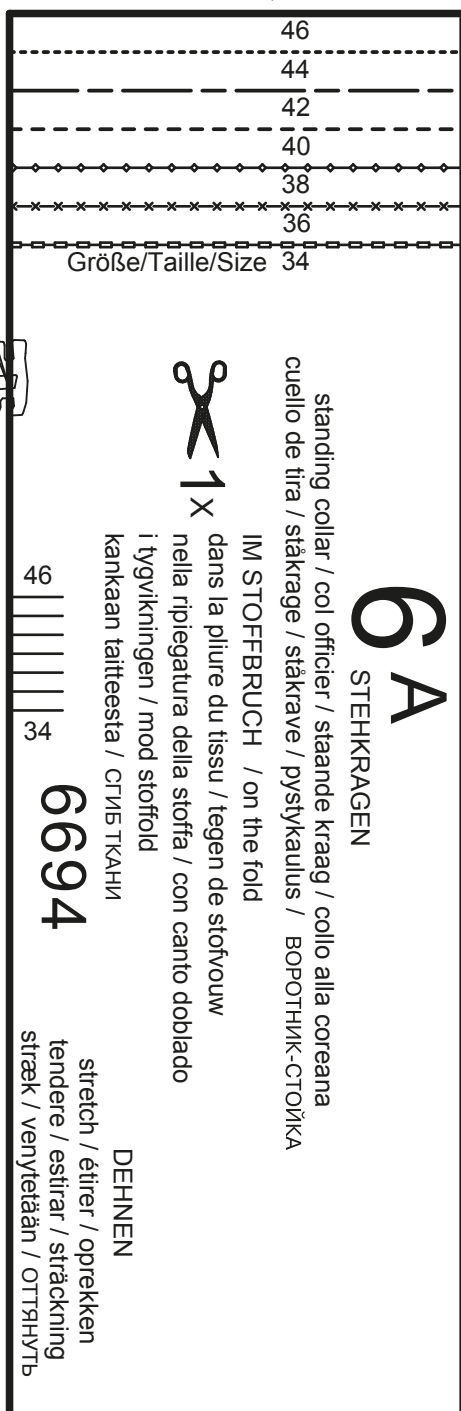 46
44
42
40
38
36
Größe/Taille/Size 34
6 A
STEHKRAGEN
standing collar / col officier / staande kraag / collo alla coreana
cuello de tira / ståkrage / ståkrave / pystykaulus / ВОРОТНИК-СТОЙКА
1x
IM STOFFBRUCH / on the fold
dans la pliure du tissu / tegen de stofvouw
nella ripiegatura della stoffa / con canto doblado
i tygvikningen / mod stoffold
kankaan taitteesta / СГИБ ТКАНИ
46
34
6694
DEHNEN
stretch / étirer / oprekken
tendere / estirar / sträckning
stræk / venytetään / ОТТЯНУТЬ